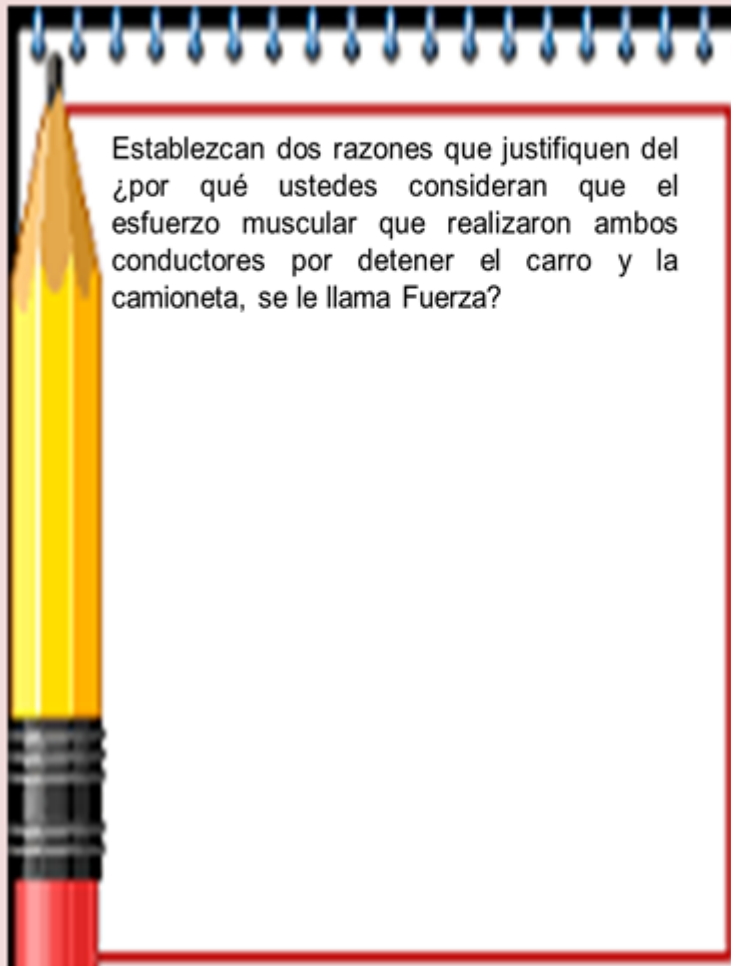 Establezcan dos razones que justifiquen del
¿por qué ustedes consideran que el
esfuerzo muscular que realizaron ambos
conductores por detener el carro y la
camioneta, se le llama Fuerza?